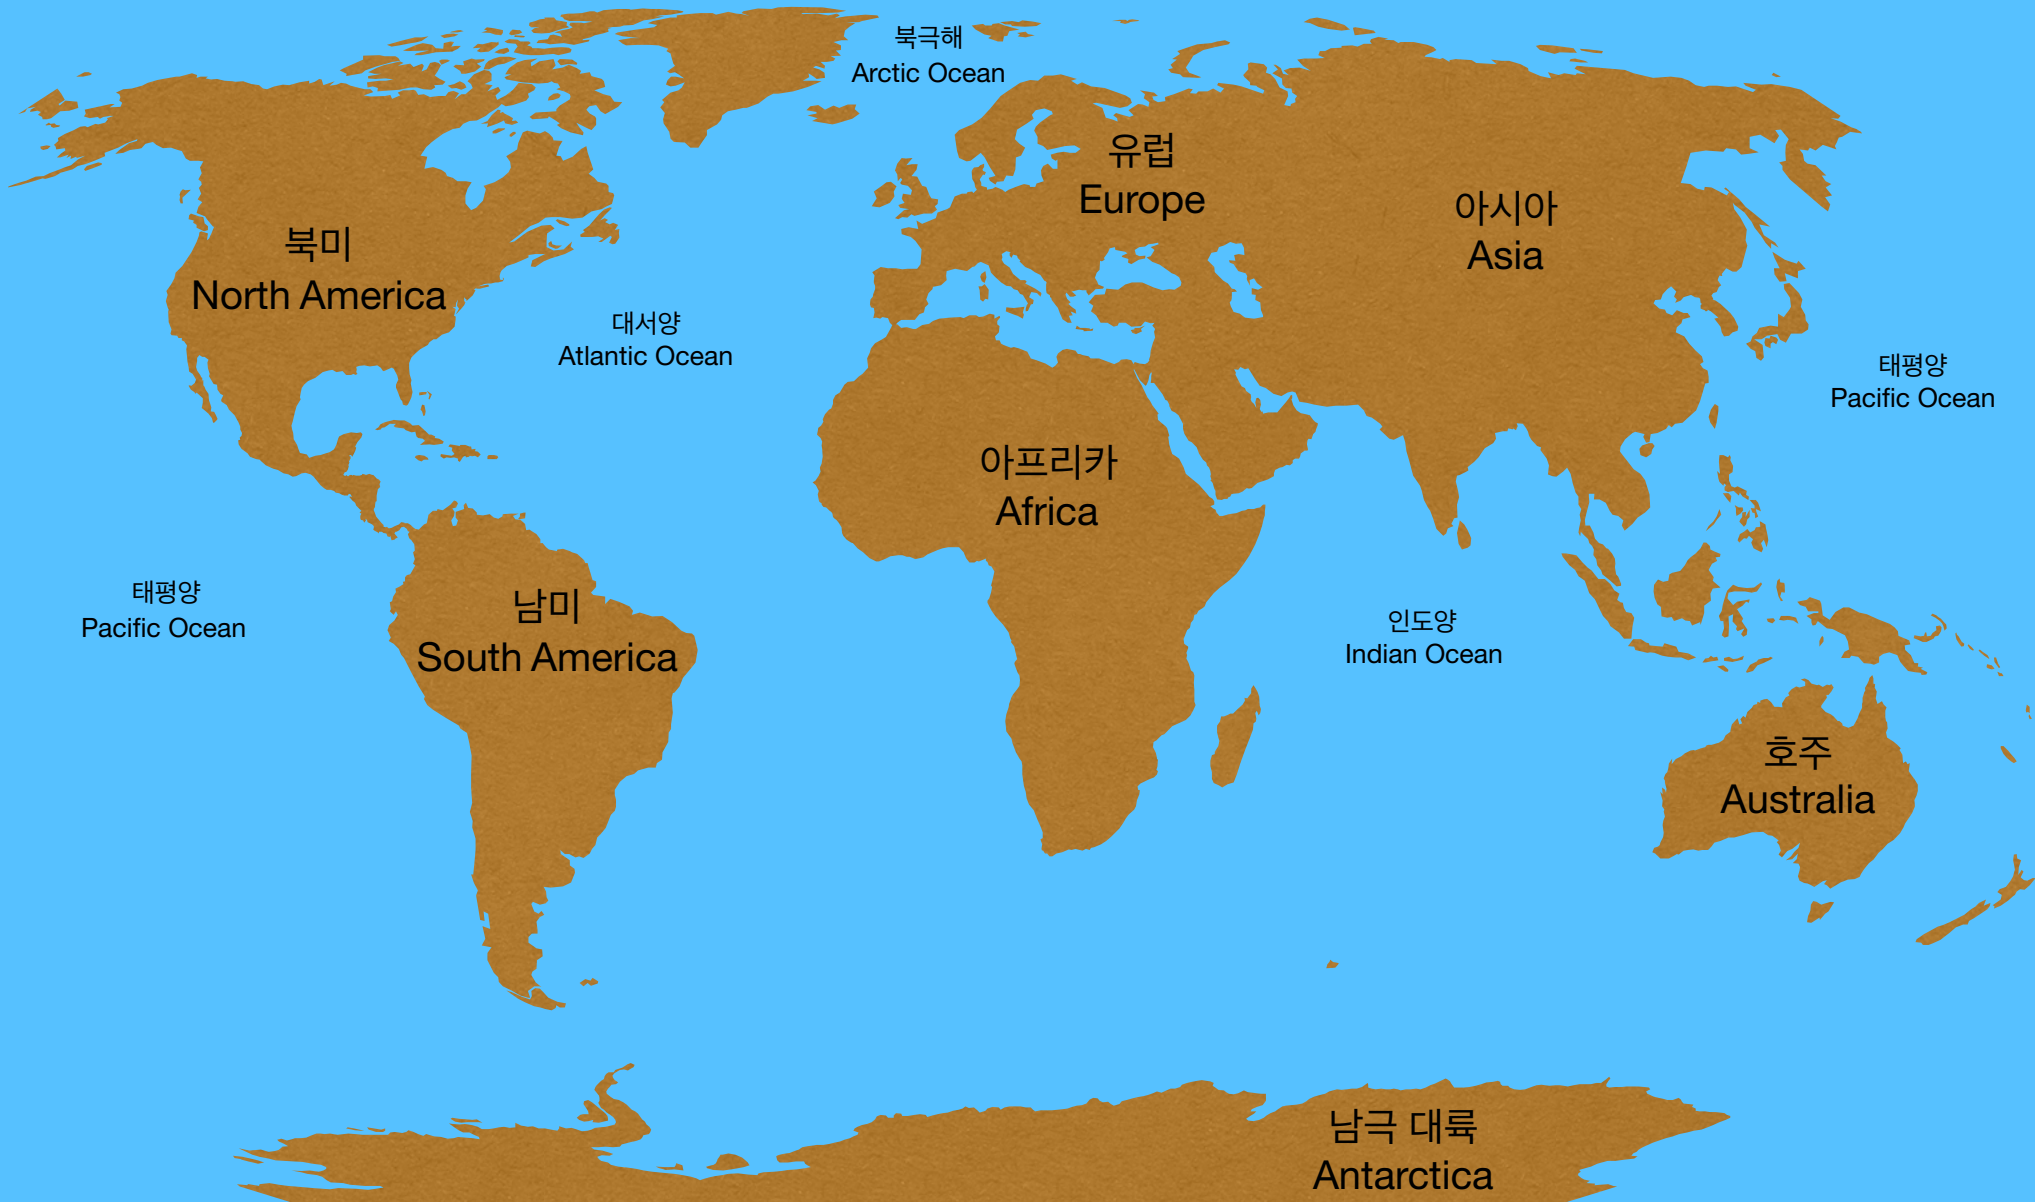 북극해
Arctic Ocean
유럽
Europe
아시아
Asia
북미
North America
대서양
Atlantic Ocean
태평양
Pacific Ocean
아프리카
Africa
태평양
Pacific Ocean
남미
South America
인도양
Indian Ocean
호주
Australia
남극 대륙
Antarctica